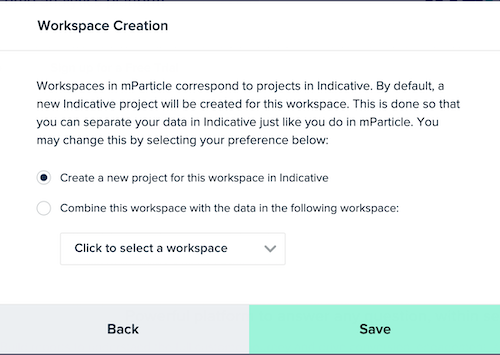 Workspace Creation
Workspaces in mParticle correspond to projects in Indicative. By default, a
new Indicative project will be created for this workspace. This is done so that
you can separate your data in Indicative just like you do in mParticle. You
may change this by selecting your preference below:
Create a new project for this workspace in Indicative
Combine this workspace with the data in the following workspace:
Click to select a workspace
Back
Save